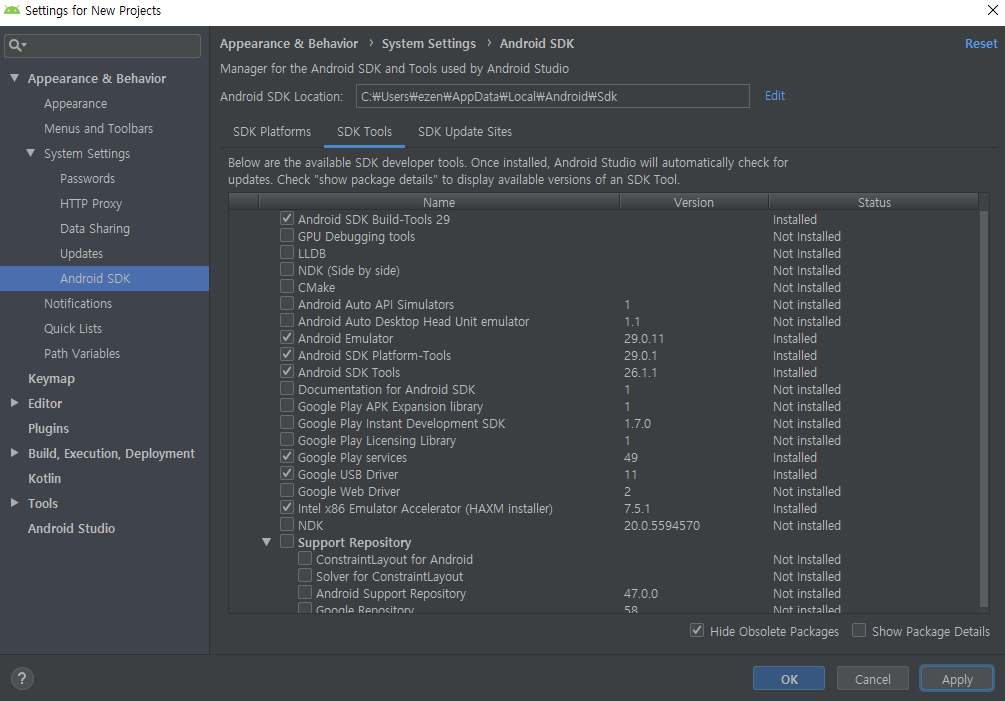 Settings for New Projects
Appearance & Behavior › System Settings › Android SDK
Reset
Manager for the Android SDK and Tools used by Android Studio
Android SDK Location: C:₩Users₩ezen₩AppData₩Local₩Android₩Sdk Edit
Appearance & Behavior
Appearance
Menus and Toolbars
System Settings
Passwords
HTTP Proxy
Data Sharing
Updates
Android SDK
Notifications
Quick Lists
Path Variables
Keymap
Editor
Plugins
Build, Execution, Deployment
Kotlin
Tools
Android Studio
SDK Platforms SDK Tools SDK Update Sites
Below are the available SDK developer tools. Once installed, Android Studio will automatically check for
updates. Check "show package details" to display available versions of an SDK Tool.
Name Version Status
Android SDK Build-Tools 29 Installed
GPU Debugging tools Not Installed
LLDB Not Installed
NDK (Side by side) Not Installed
CMake Not Installed
Android Auto API Simulators 1 Not installed
Android Auto Desktop Head Unit emulator 1.1 Not installed
Android Emulator 29.0.11 Installed
Android SDK Platform-Tools 29.0.1 Installed
Android SDK Tools 26.1.1 Installed
Documentation for Android SDK 1 Not installed
Google Play APK Expansion library 1 Not installed
Google Play Instant Development SDK 1.7.0 Not installed
Google Play Licensing Library 1 Not installed
Google Play services 49 Installed
Google USB Driver 11 Installed
Google Web Driver 2 Not installed
Intel x86 Emulator Accelerator (HAXM installer) 7.5.1 Installed
NDK 20.0.5594570 Not installed
Support Repository
ConstraintLayout for Android Not Installed
Solver for ConstraintLayout Not Installed
Android Support Repository 47.0.0 Not installed
Google Repository 58 Not installed
Hide Obsolete Packages Show Package Details
? OK Cancel Apply